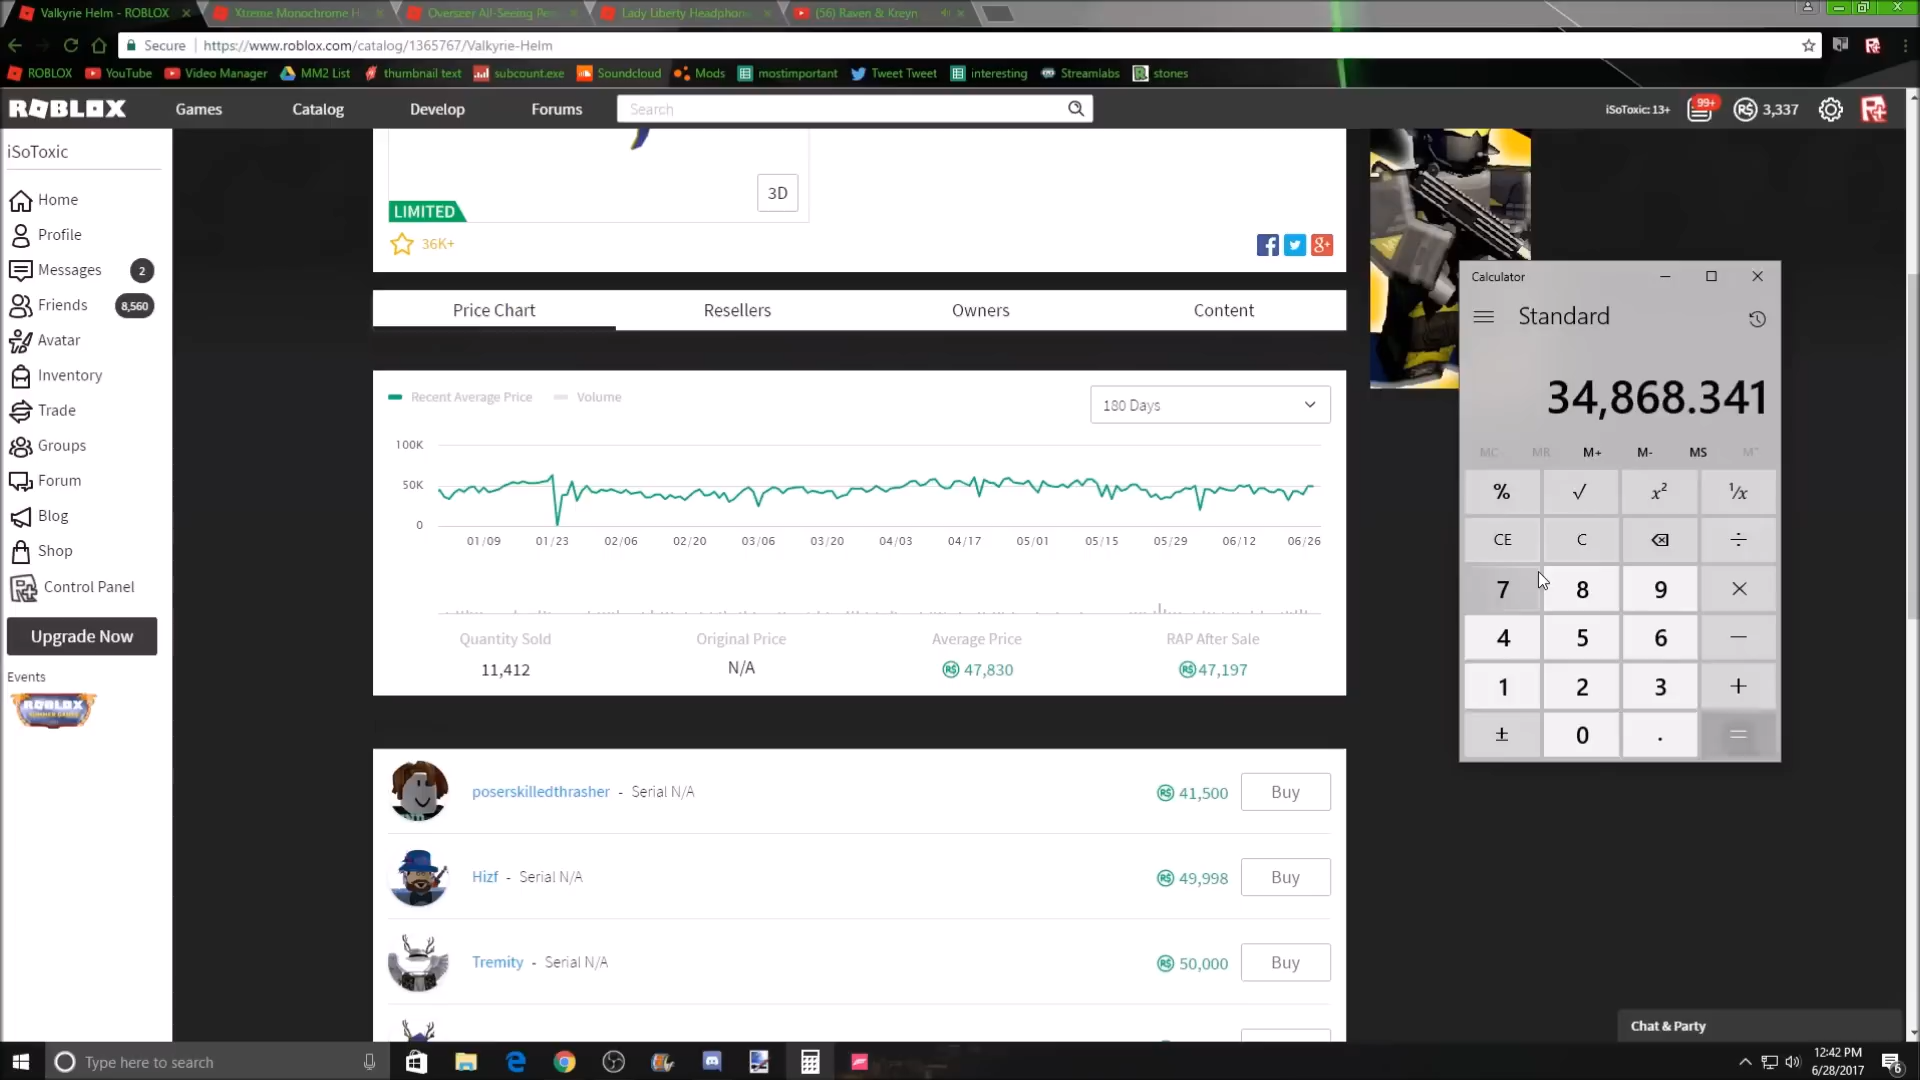 Valkyrie Helm - ROBLOX
Xtreme Monochrome H
Overseer All-Seeing Pe
Lady Liberty Headphon
(56) Raven & Kreyn
Secure
https://www.roblox.com/catalog/1365767/Valkyrie-Helm
ROBLOX
YouTube
Video Manager
MM2 List
thumbnail text
subcount.exe
Soundcloud
Mods
mostimportant
Tweet Tweet
interesting
Streamlabs
stones
ROBLOX
Games
Catalog
Develop
Forums
Search
iSoToxic: 13+
99+
R$ 3,337
iSoToxic
Home
Profile
Messages 2
Friends 8,560
Avatar
Inventory
Trade
Groups
Forum
Blog
Shop
Control Panel
Upgrade Now
Events
ROBLOX
SUMMER GAMES
3D
LIMITED
36K+
Price Chart
Resellers
Owners
Content
Recent Average Price
Volume
180 Days
100K
50K
0
01/09 01/23 02/06 02/20 03/06 03/20 04/03 04/17 05/01 05/15 05/29 06/12 06/26
Quantity Sold
11,412
Original Price
N/A
Average Price
R$ 47,830
RAP After Sale
R$ 47,197
poserskilledthrasher - Serial N/A
R$ 41,500
Buy
Hizf - Serial N/A
R$ 49,998
Buy
Tremity - Serial N/A
R$ 50,000
Buy
Calculator
Standard
34,868.341
MC MR M+ M- MS M˅
% √ x² ¹/x
CE C ÷
7 8 9 ×
4 5 6 −
1 2 3 +
± 0 . =
Chat & Party
Type here to search
12:42 PM
6/28/2017
6